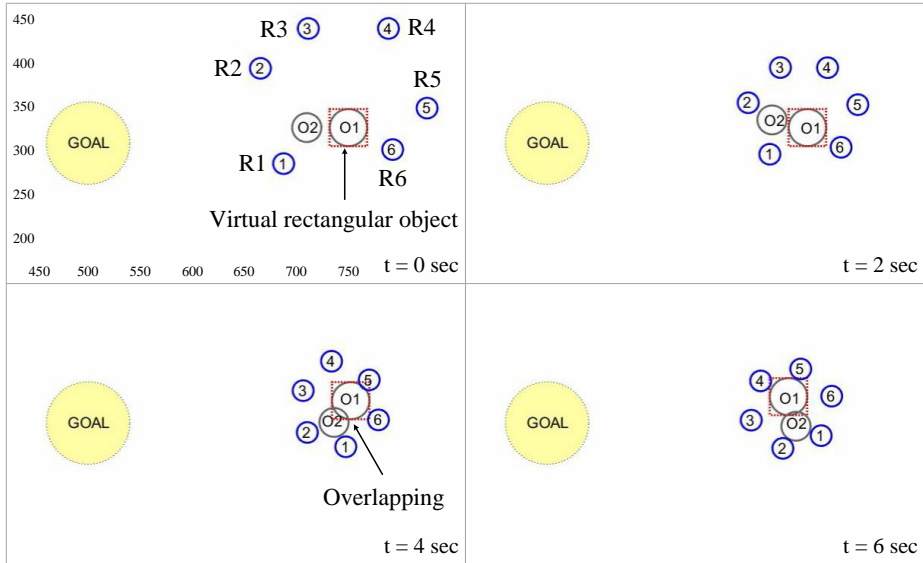 450
R3
3
4
R4
400
R2
2
R5
350
5
O2
O1
GOAL
300
R1
1
6
R6
250
Virtual rectangular object
200
t = 0 sec
450
500
650
700
750
3
4
2
5
O2
O1
GOAL
1
6
t = 2 sec
4
5
3
O1
O2
6
GOAL
2
1
Overlapping
t = 4 sec
5
4
O1
6
3
O2
GOAL
1
2
t = 6 sec